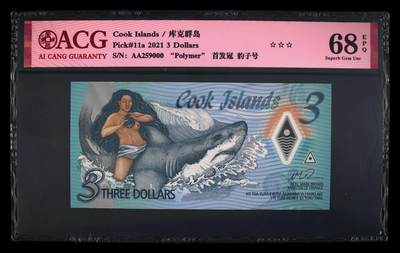 ACG
AI CANG GUARANTY
Cook Islands / 库克群岛
Pick#11a 2021 3 Dollars
S/N: AA259000 “Polymer” 首发冠 豹子号
☆☆☆
68 EPQ
Superb Gem Unc
Cook Islands
3
3 THREE DOLLARS